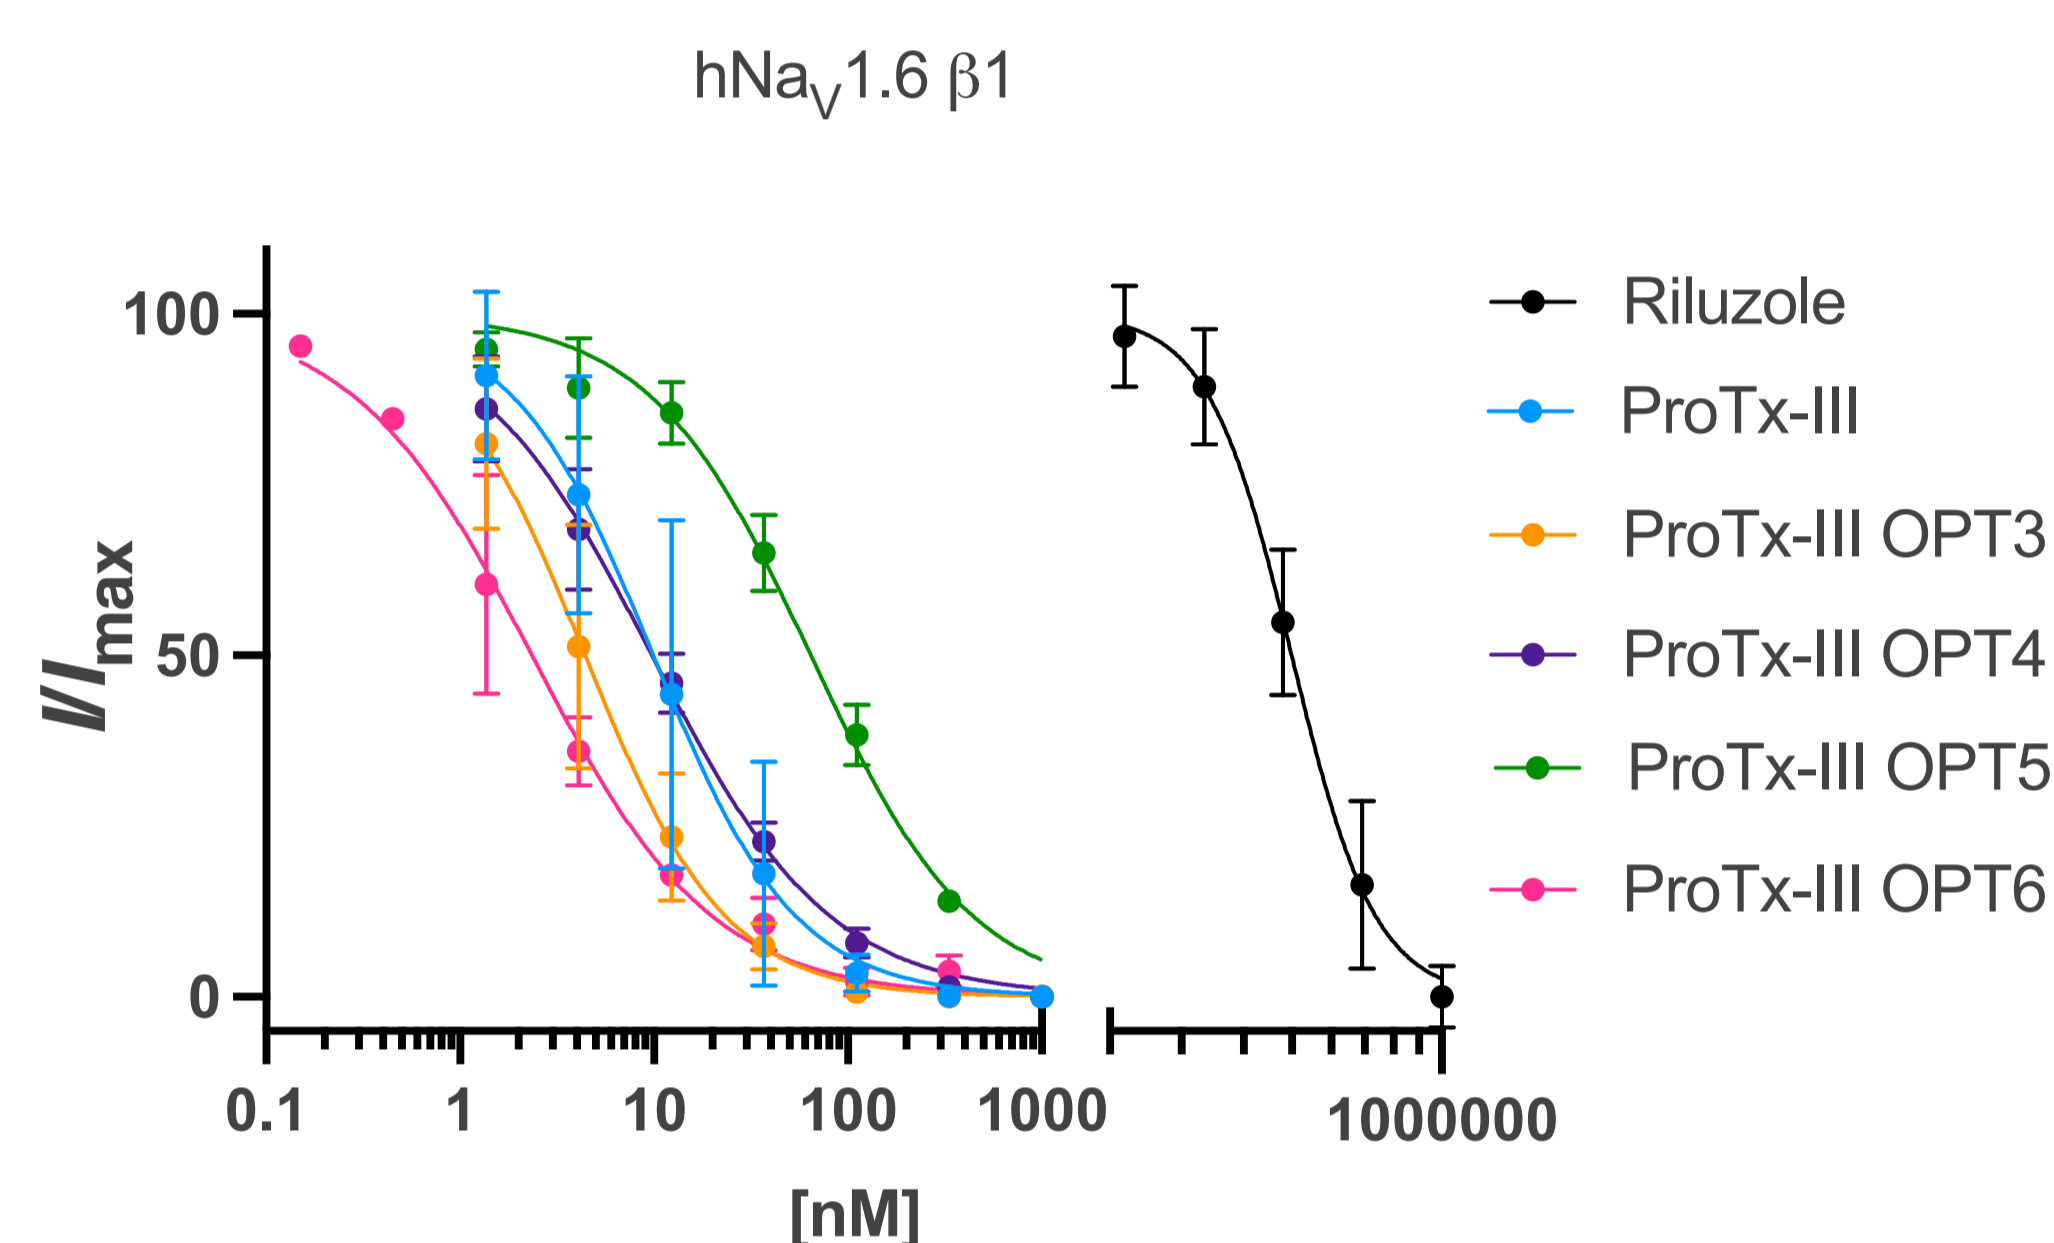 hNaV1.6 β1
100
50
0
I/Imax
0.1
1
10
100
1000
1000000
[nM]
Riluzole
ProTx-III
ProTx-III OPT3
ProTx-III OPT4
ProTx-III OPT5
ProTx-III OPT6